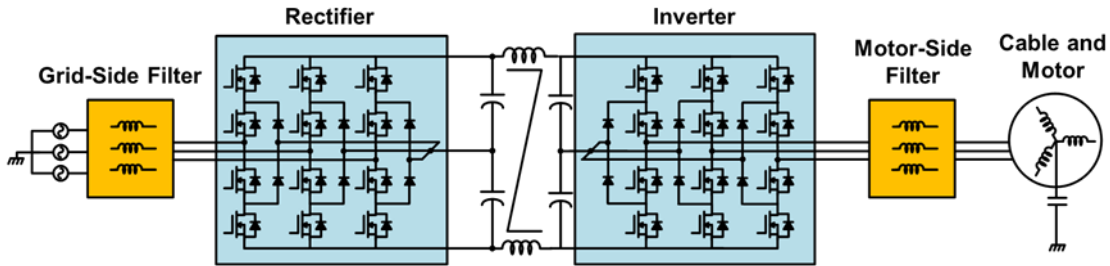 Rectifier
Inverter
Grid-Side Filter
Motor-Side
Filter
Cable and
Motor